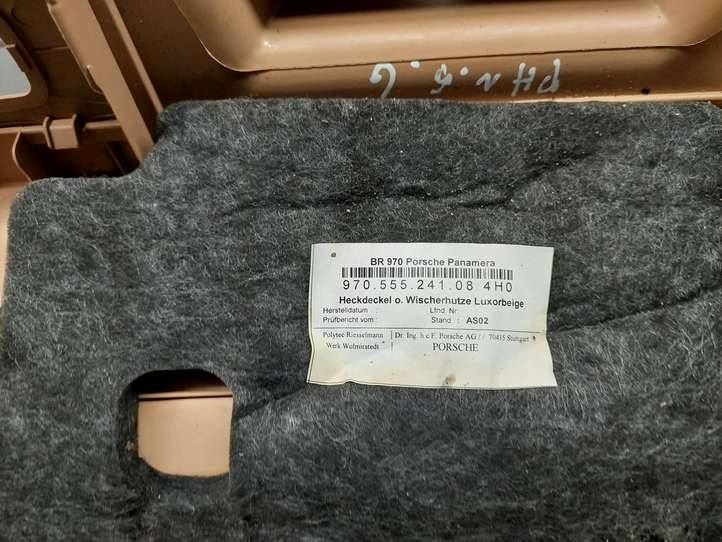 BR 970 Porsche Panamera
970.555.241.08 4H0
Heckdeckel o. Wischerhutze Luxorbeige
Herstelldatum : Lfnd Nr:
Prüfbericht vom : Stand : AS02
Polytec Riesselmann Dr. Ing. h c F. Porsche AG / / 70435 Stuttgart
Werk-Wolmirstedt PORSCHE